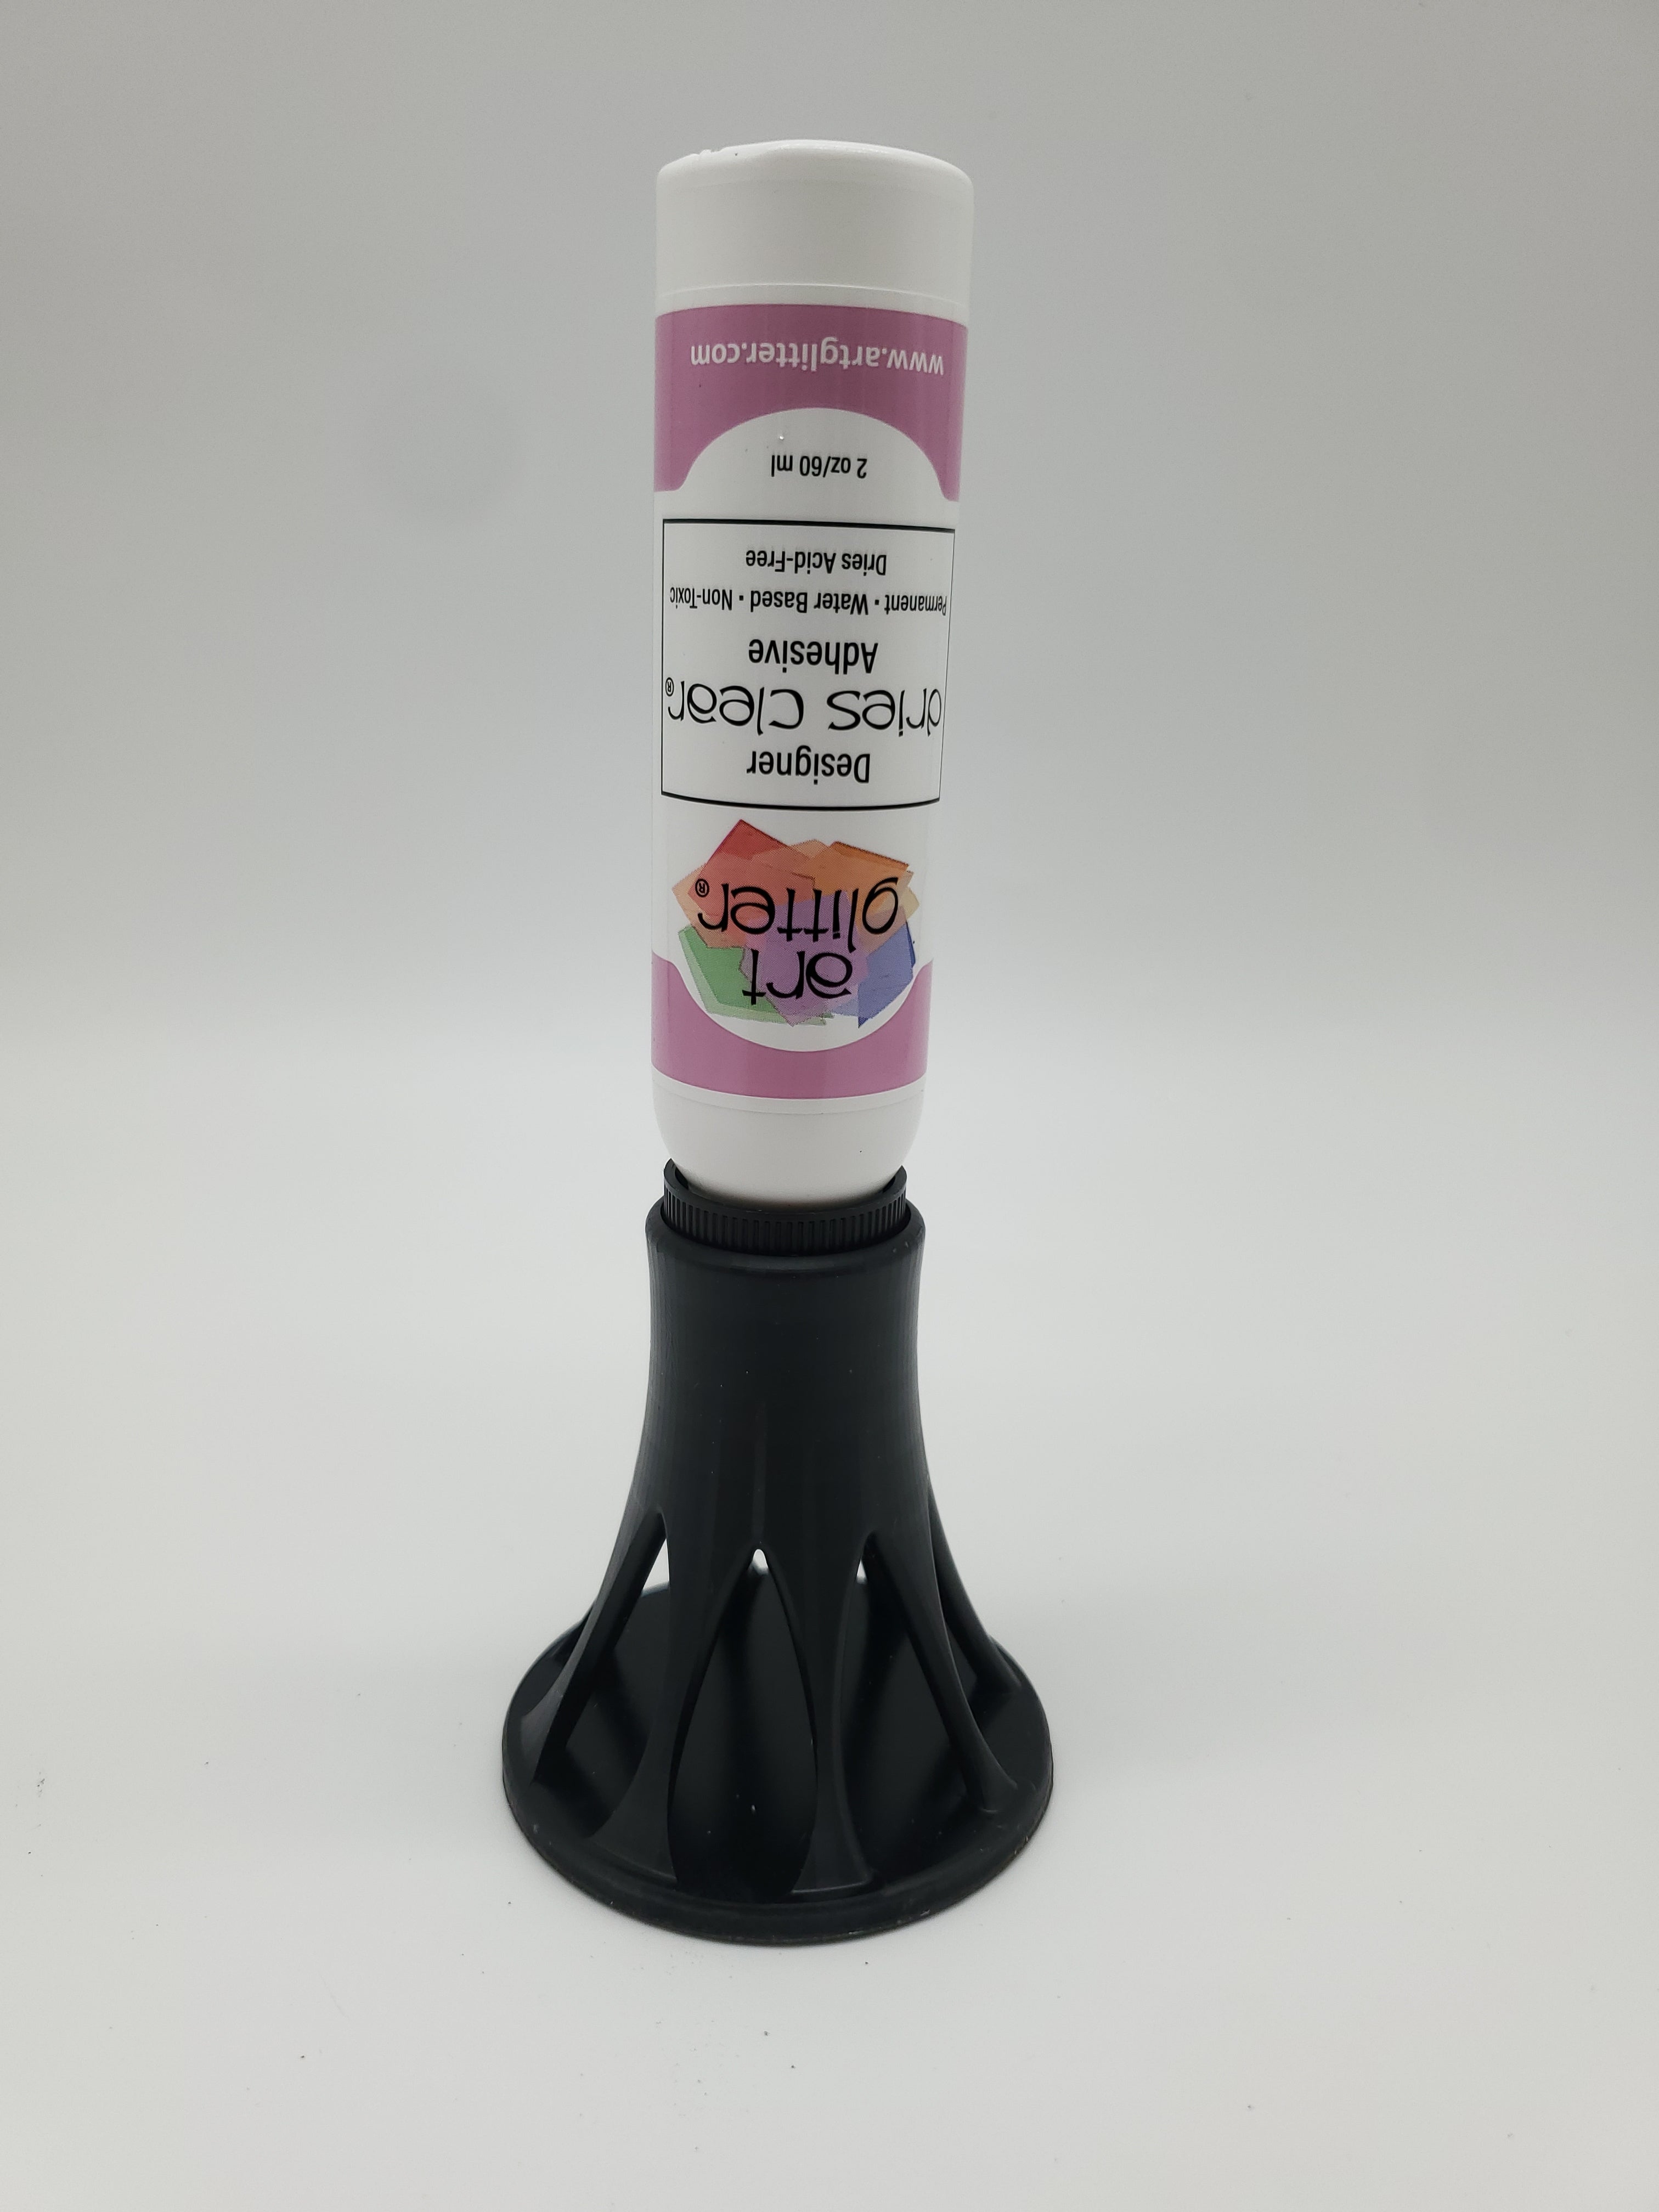 art
glitter®
Designer
dries clear®
Adhesive
Permanent • Water Based • Non-Toxic
Dries Acid-Free
2 oz/60 ml
www.artglitter.com